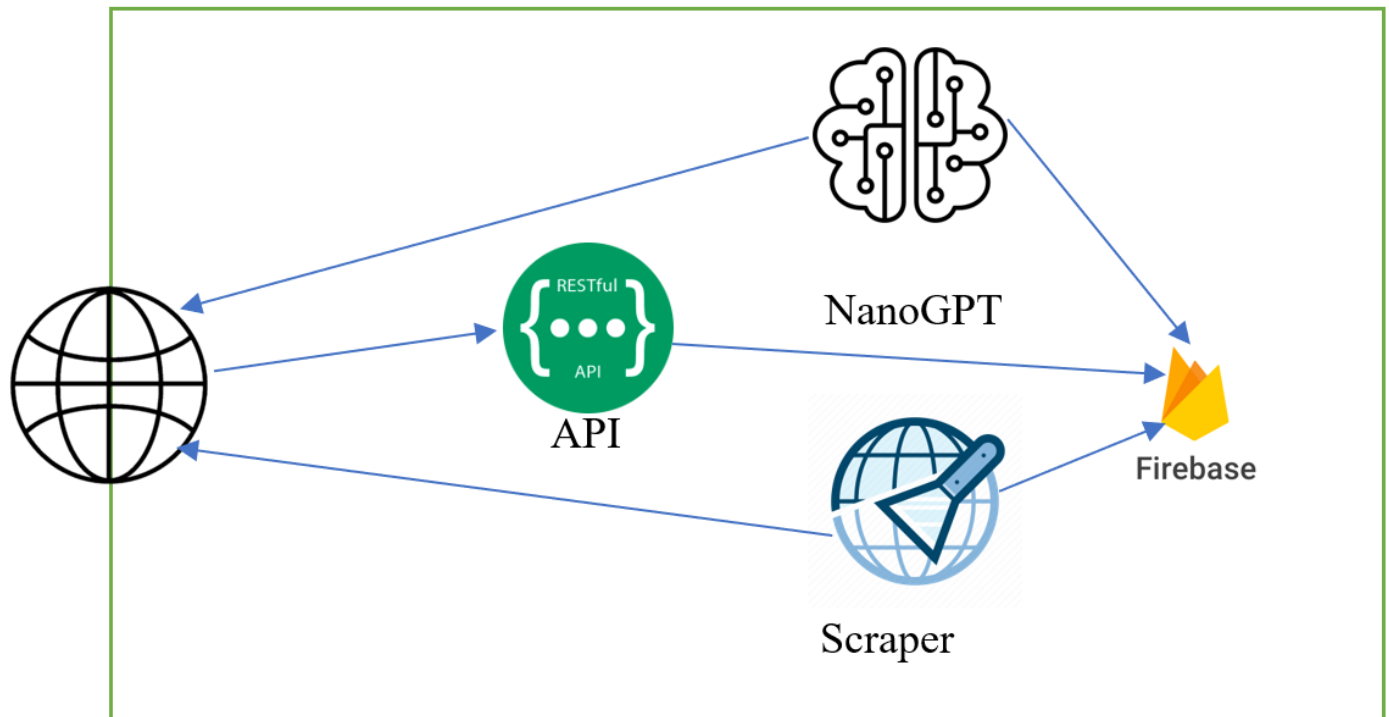 RESTful
API
NanoGPT
API
Firebase
Scraper